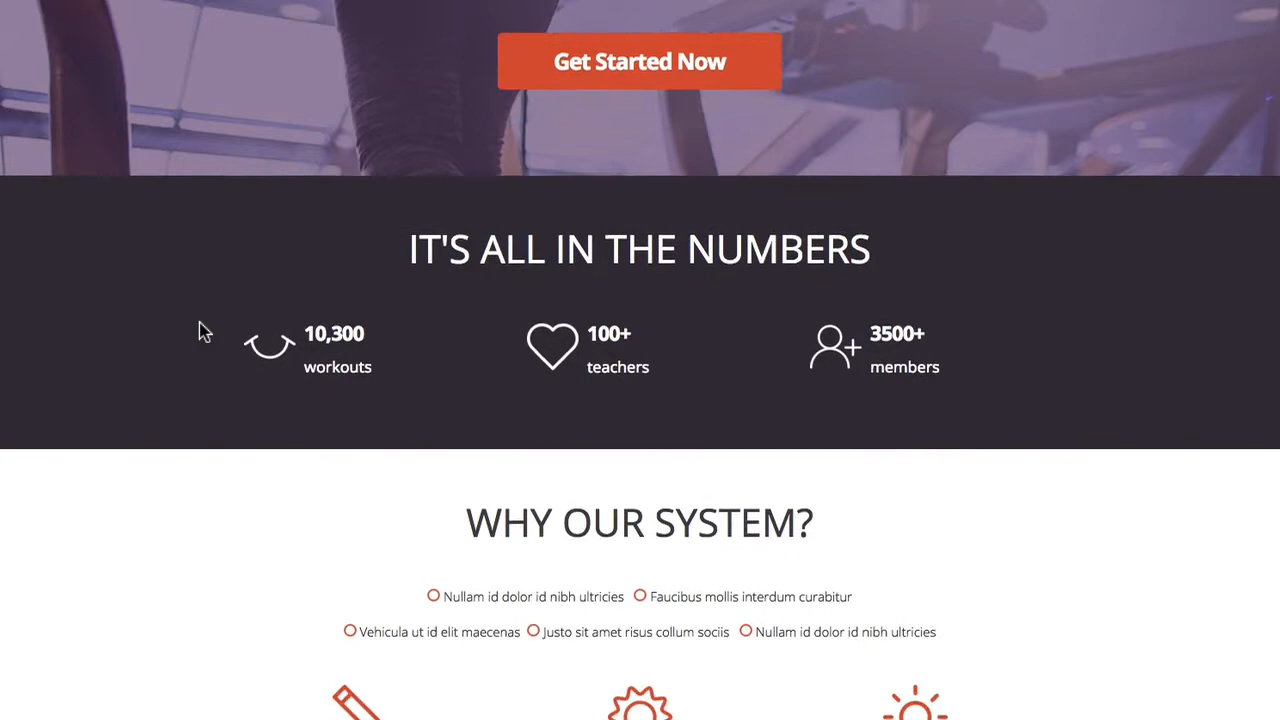 Get Started Now
IT'S ALL IN THE NUMBERS
10,300
workouts
100+
teachers
3500+
members
WHY OUR SYSTEM?
Nullam id dolor id nibh ultricies Faucibus mollis interdum curabitur
Vehicula ut id elit maecenas Justo sit amet risus collum sociis Nullam id dolor id nibh ultricies